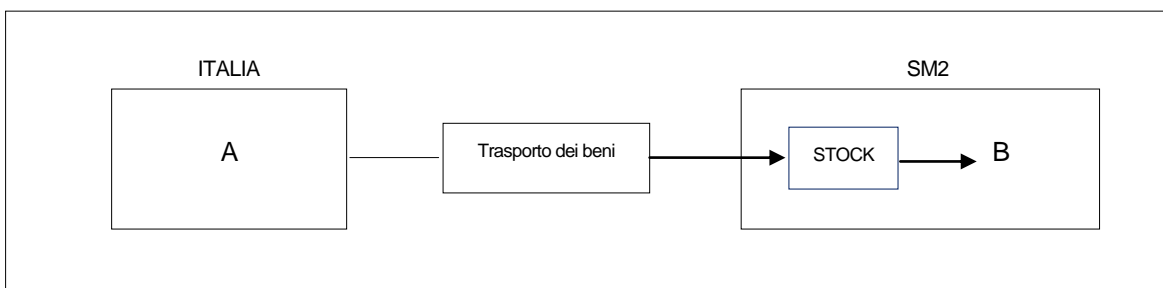 ITALIA
SM2
A
Trasporto dei beni
STOCK
B